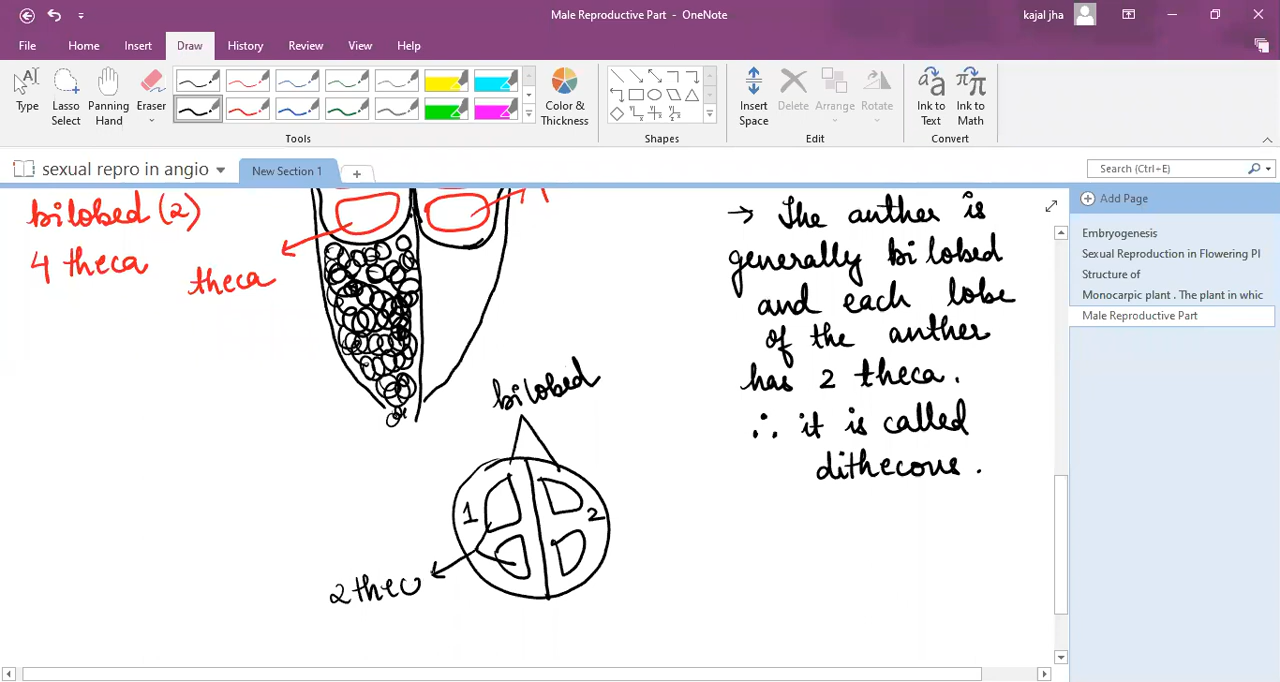 Male Reproductive Part - OneNote
kajal jha
File Home Insert Draw History Review View Help
Type
Lasso Select
Panning Hand
Eraser
Color & Thickness
Insert Space
Delete
Arrange
Rotate
Ink to Text
Ink to Math
Tools
Shapes
Edit
Convert
sexual repro in angio
New Section 1
Search (Ctrl+E)
Add Page
Embryogenesis
Sexual Reproduction in Flowering Pl
Structure of
Monocarpic plant . The plant in whic
Male Reproductive Part
bilobed (2)
4 theca
theca
→ The anther is
generally bi lobed
and each lobe
of the anther
has 2 theca .
∴ it is called
dithecous .
bilobed
1
2
2 thec